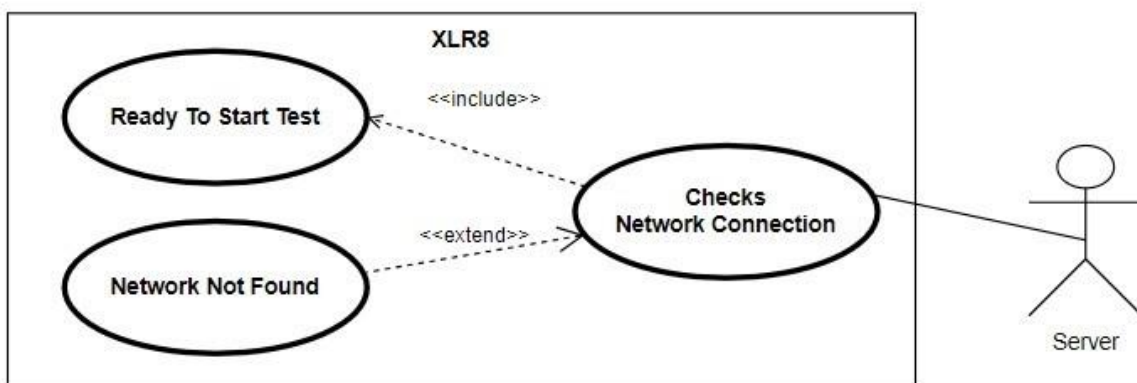 XLR8
<<include>>
Ready To Start Test
Checks
Network Connection
<<extend>>
Network Not Found
Server